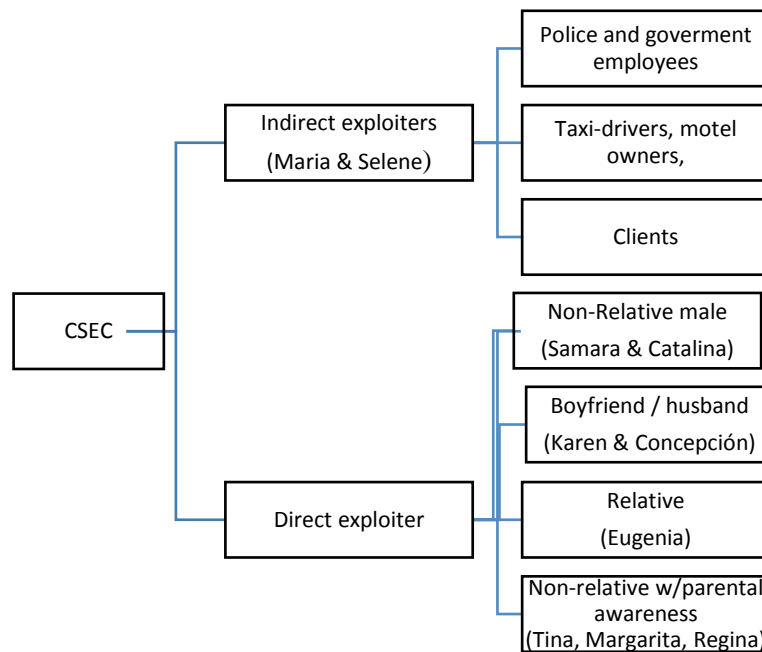 Police and goverment
employees
Indirect exploiters
(Maria & Selene)
Taxi-drivers, motel
owners,
Clients
CSEC
Non-Relative male
(Samara & Catalina)
Boyfriend / husband
(Karen & Concepción)
Direct exploiter
Relative
(Eugenia)
Non-relative w/parental
awareness
(Tina, Margarita, Regina)